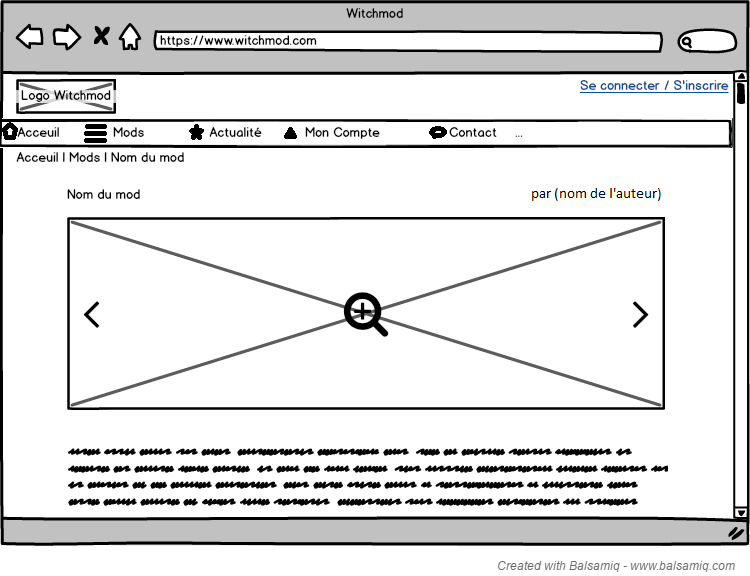 Witchmod
https://www.witchmod.com
Se connecter / S'inscrire
Logo Witchmod
Acceuil Mods Actualité Mon Compte Contact ...
Acceuil | Mods | Nom du mod
Nom du mod par (nom de l'auteur)
Created with Balsamiq - www.balsamiq.com